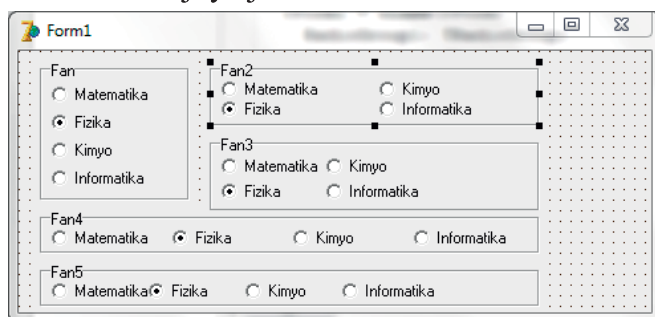 Form1
Fan
Matematika
Fizika
Kimyo
Informatika
Fan2
Matematika Kimyo
Fizika Informatika
Fan3
Matematika Kimyo
Fizika Informatika
Fan4
Matematika Fizika Kimyo Informatika
Fan5
Matematika Fizika Kimyo Informatika